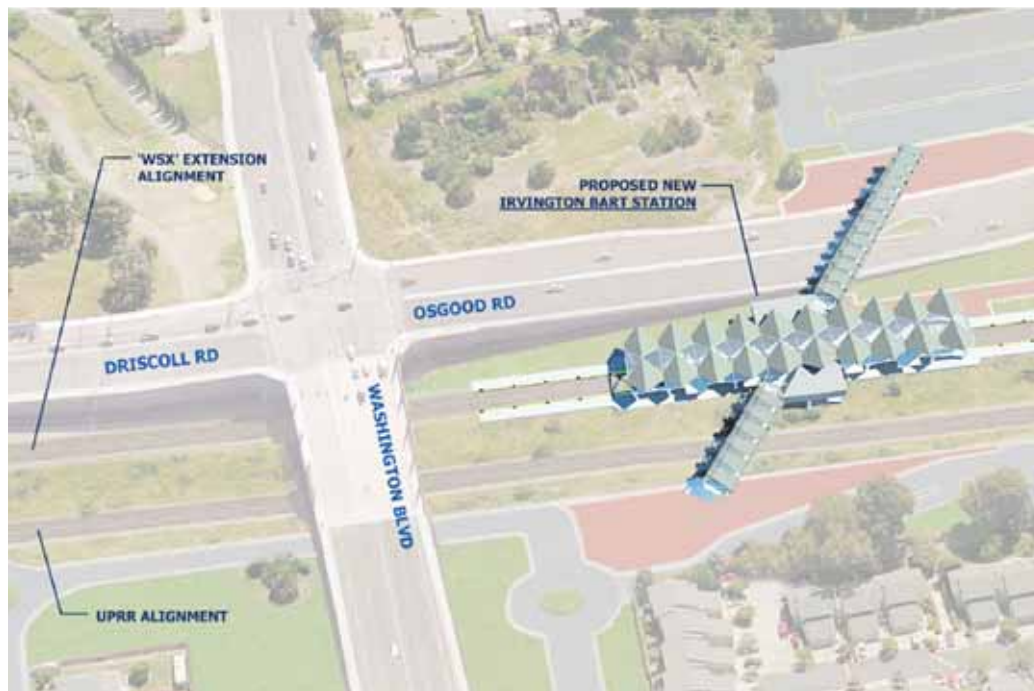 'WSX' EXTENSION
ALIGNMENT
PROPOSED NEW
IRVINGTON BART STATION
OSGOOD RD
DRISCOLL RD
WASHINGTON BLVD
UPRR ALIGNMENT